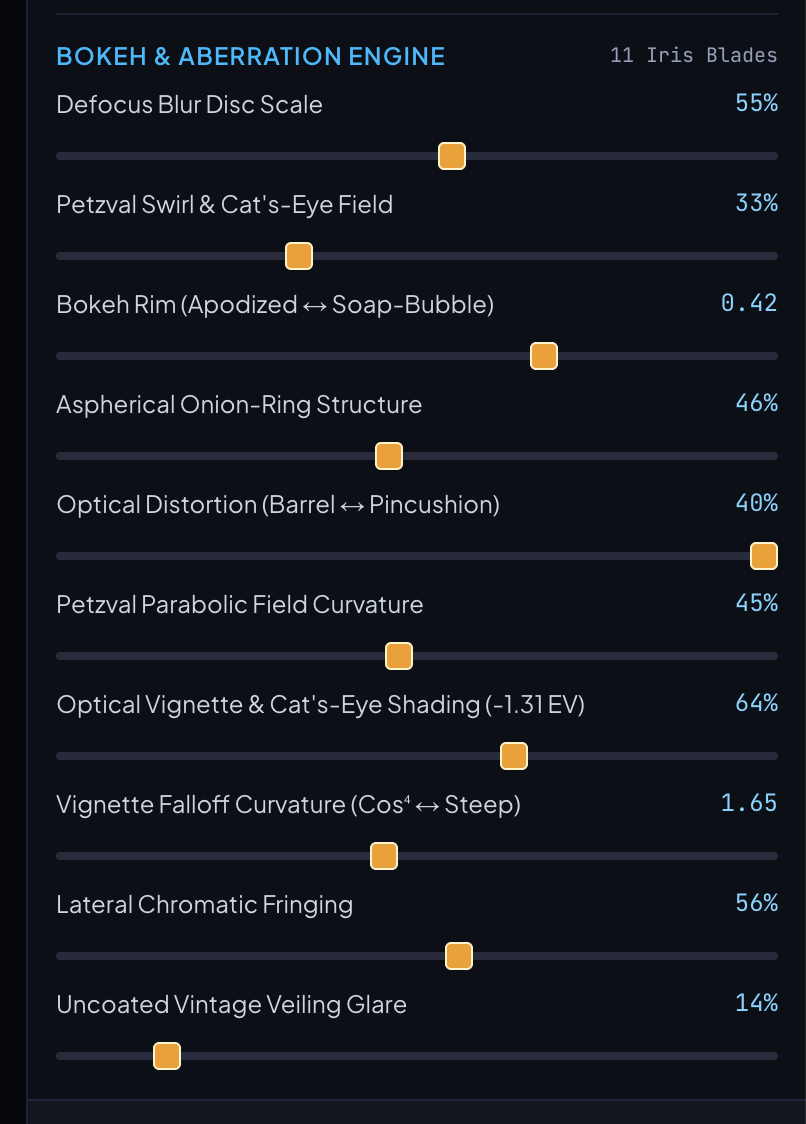 BOKEH & ABERRATION ENGINE 11 Iris Blades
Defocus Blur Disc Scale 55%
Petzval Swirl & Cat's-Eye Field 33%
Bokeh Rim (Apodized ↔ Soap-Bubble) 0.42
Aspherical Onion-Ring Structure 46%
Optical Distortion (Barrel ↔ Pincushion) 40%
Petzval Parabolic Field Curvature 45%
Optical Vignette & Cat's-Eye Shading (-1.31 EV) 64%
Vignette Falloff Curvature (Cos⁴ ↔ Steep) 1.65
Lateral Chromatic Fringing 56%
Uncoated Vintage Veiling Glare 14%